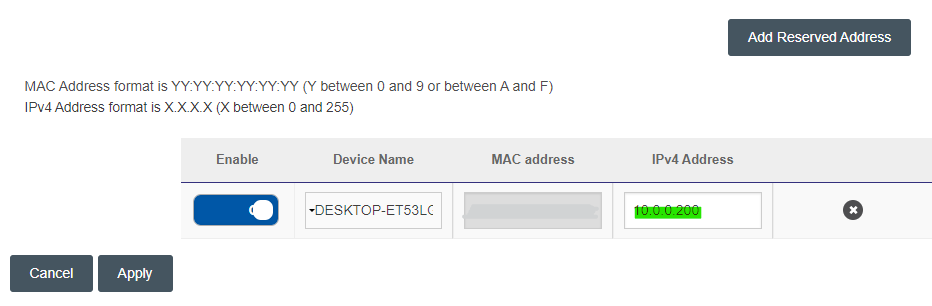 Add Reserved Address
MAC Address format is YY:YY:YY:YY:YY:YY (Y between 0 and 9 or between A and F)
IPv4 Address format is X.X.X.X (X between 0 and 255)
Enable Device Name MAC address IPv4 Address
DESKTOP-ET53L 10.0.0.200
Cancel Apply